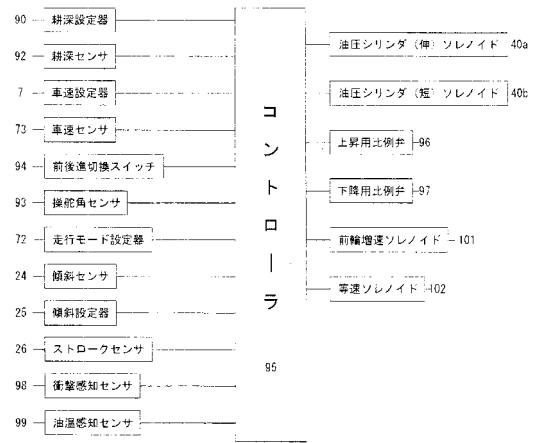 90 耕深設定器
92 耕深センサ
7 車速設定器
73 車速センサ
94 前後進切換スイッチ
93 操舵角センサ
72 走行モード設定器
24 傾斜センサ
25 傾斜設定器
26 ストロークセンサ
98 衝撃感知センサ
99 油温感知センサ
コントローラ
95
油圧シリンダ（伸）ソレノイド 40a
油圧シリンダ（短）ソレノイド 40b
上昇用比例弁 96
下降用比例弁 97
前輪増速ソレノイド 101
等速ソレノイド 102